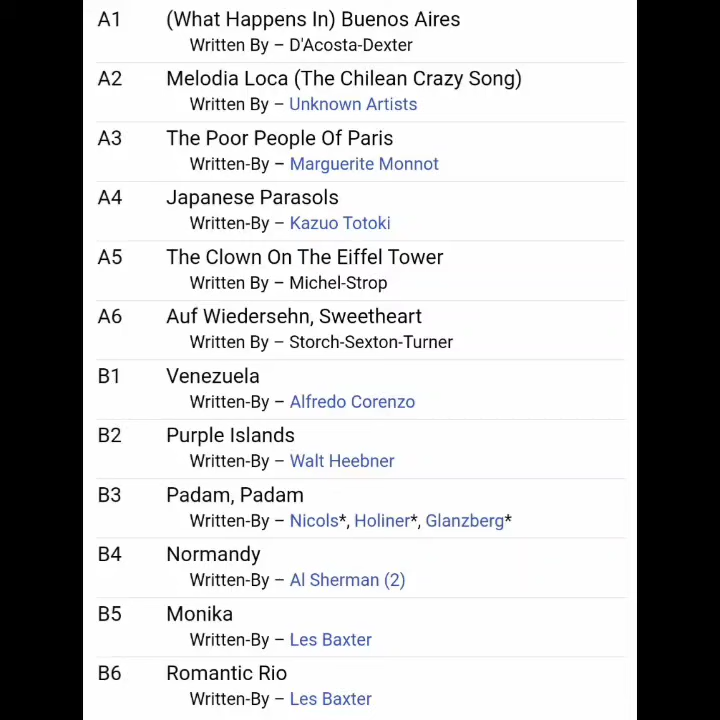 A1 (What Happens In) Buenos Aires
Written By – D'Acosta-Dexter
A2 Melodia Loca (The Chilean Crazy Song)
Written By – Unknown Artists
A3 The Poor People Of Paris
Written-By – Marguerite Monnot
A4 Japanese Parasols
Written-By – Kazuo Totoki
A5 The Clown On The Eiffel Tower
Written By – Michel-Strop
A6 Auf Wiedersehn, Sweetheart
Written By – Storch-Sexton-Turner
B1 Venezuela
Written-By – Alfredo Corenzo
B2 Purple Islands
Written-By – Walt Heebner
B3 Padam, Padam
Written-By – Nicols*, Holiner*, Glanzberg*
B4 Normandy
Written-By – Al Sherman (2)
B5 Monika
Written-By – Les Baxter
B6 Romantic Rio
Written-By – Les Baxter